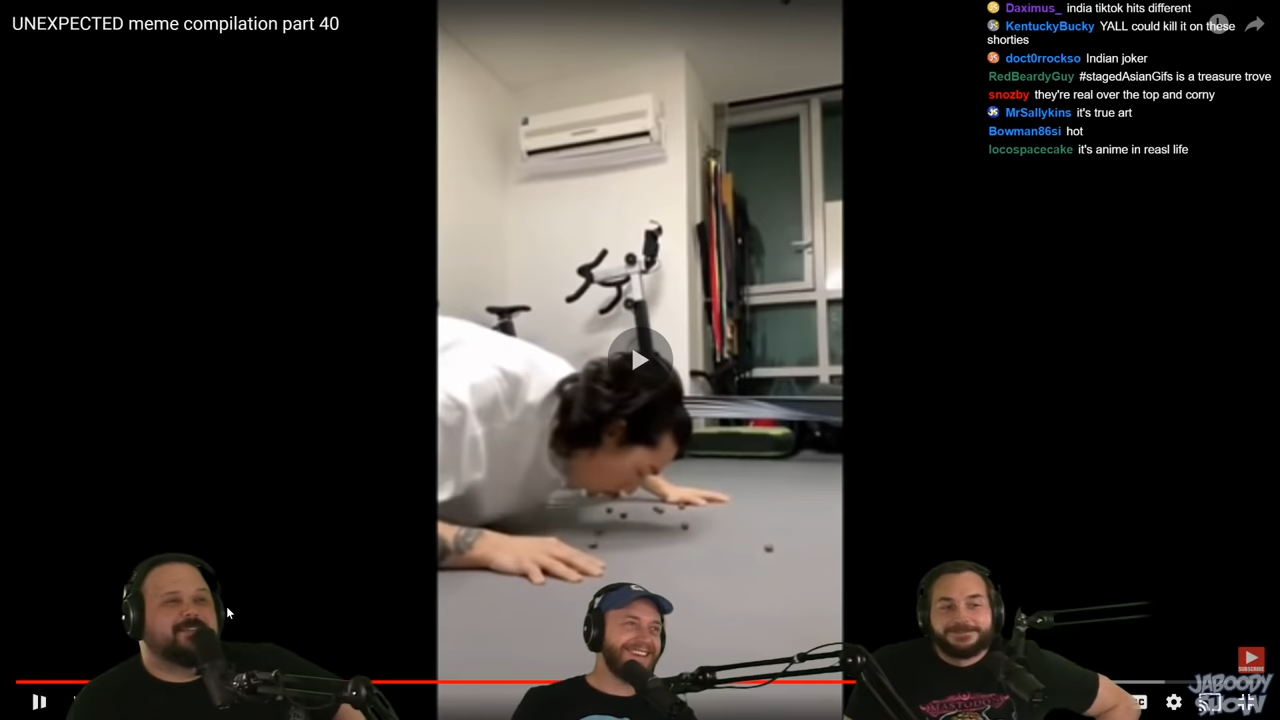 UNEXPECTED meme compilation part 40
Daximus_ india tiktok hits different
KentuckyBucky YALL could kill it on these
shorties
doct0rrockso Indian joker
RedBeardyGuy #stagedAsianGifs is a treasure trove
snozby they're real over the top and corny
MrSallykins it's true art
Bowman86si hot
locospacecake it's anime in reasl life
SUBSCRIBE
JABOODY
SHOW
MASTODON